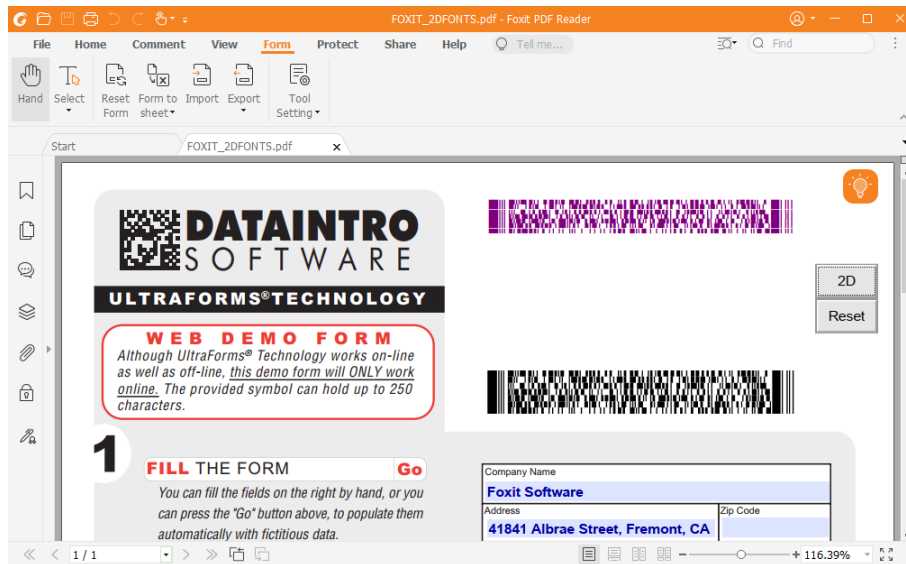 FOXIT_2DFONTS.pdf - Foxit PDF Reader
File Home Comment View Form Protect Share Help Tell me... Find
Hand Select Reset Form Form to sheet Import Export Tool Setting
Start FOXIT_2DFONTS.pdf
DATAINTRO
SOFTWARE
ULTRAFORMS®TECHNOLOGY
2D
Reset
WEB DEMO FORM
Although UltraForms® Technology works on-line
as well as off-line, this demo form will ONLY work
online. The provided symbol can hold up to 250
characters.
1
FILL THE FORM Go
You can fill the fields on the right by hand, or you
can press the "Go" button above, to populate them
automatically with fictitious data.
Company Name
Foxit Software
Address Zip Code
41841 Albrae Street, Fremont, CA
1 / 1 116.39%